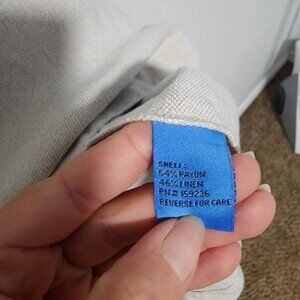 SHELL:
54% RAYON
46% LINEN
RN# 159236
REVERSE FOR CARE